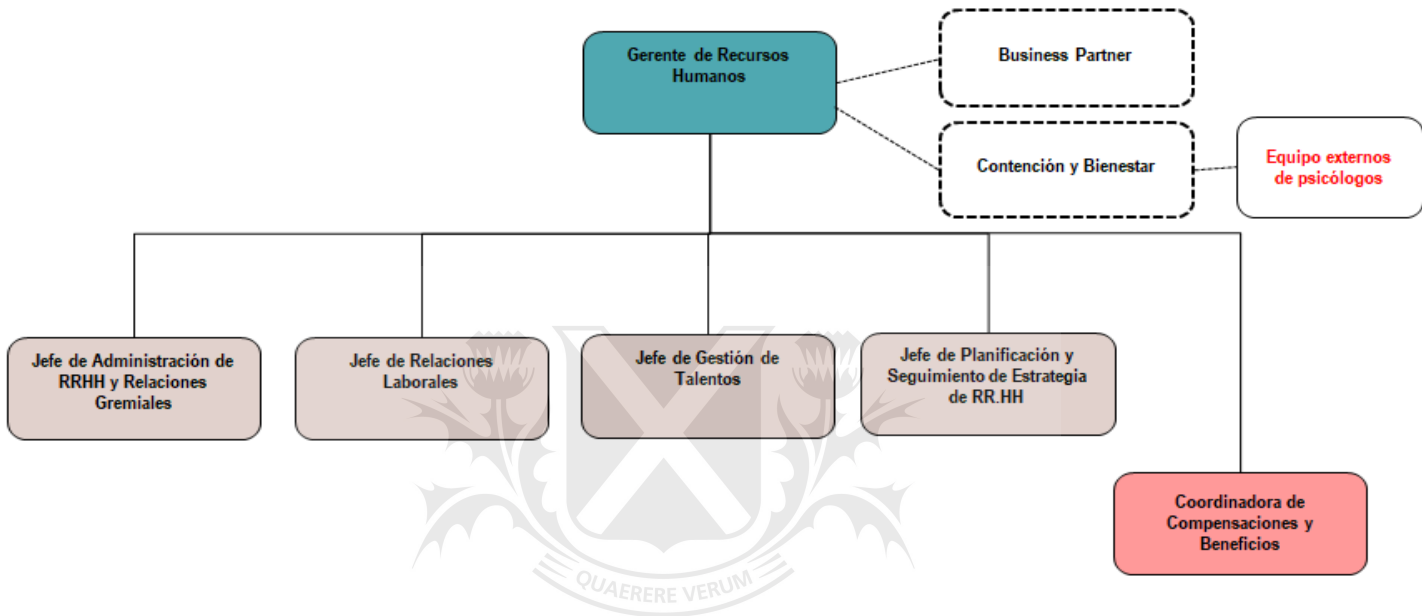 Gerente de Recursos
Humanos
Business Partner
Contención y Bienestar
Equipo externos
de psicólogos
Jefe de Administración de
RRHH y Relaciones
Gremiales
Jefe de Relaciones
Laborales
Jefe de Gestión de
Talentos
Jefe de Planificación y
Seguimiento de Estrategia
de RR.HH
Coordinadora de
Compensaciones y
Beneficios
QUAERERE VERUM